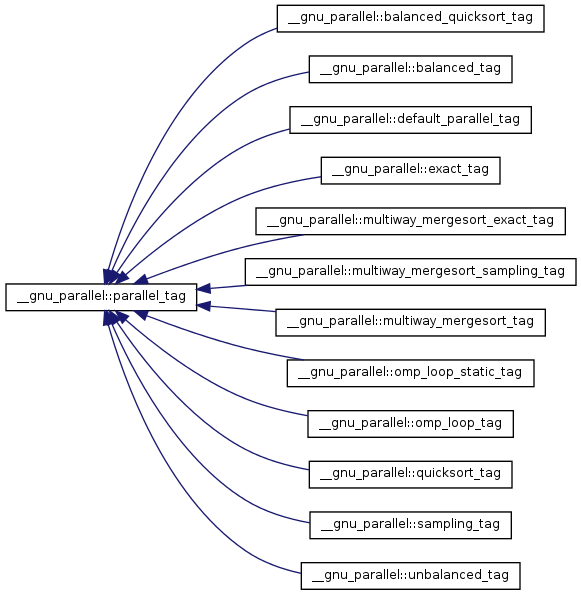 __gnu_parallel::balanced_quicksort_tag
__gnu_parallel::balanced_tag
__gnu_parallel::default_parallel_tag
__gnu_parallel::exact_tag
__gnu_parallel::multiway_mergesort_exact_tag
__gnu_parallel::multiway_mergesort_sampling_tag
__gnu_parallel::parallel_tag
__gnu_parallel::multiway_mergesort_tag
__gnu_parallel::omp_loop_static_tag
__gnu_parallel::omp_loop_tag
__gnu_parallel::quicksort_tag
__gnu_parallel::sampling_tag
__gnu_parallel::unbalanced_tag